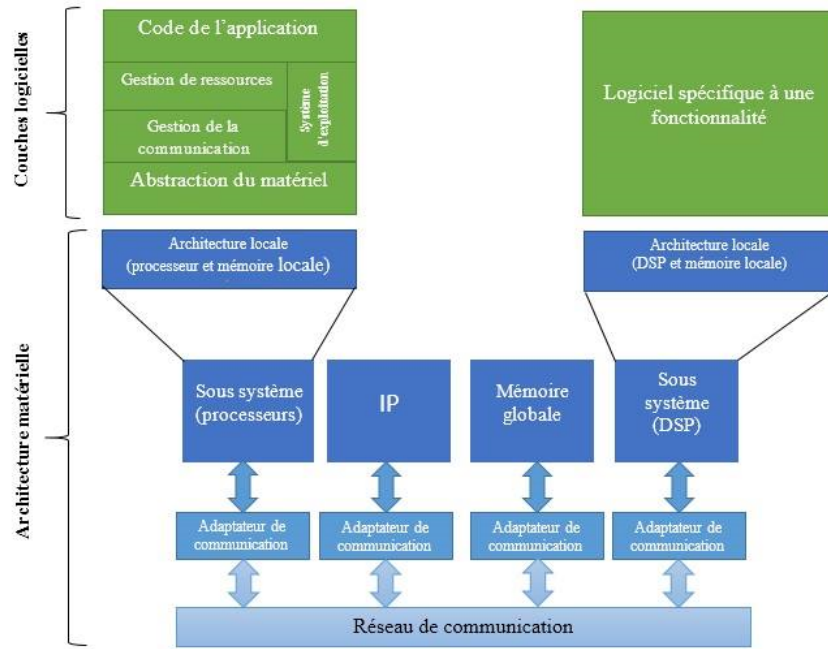 Couches logicielles
Code de l'application
Gestion de ressources
Gestion de la
communication
Système
d'exploitation
Abstraction du matériel
Logiciel spécifique à une
fonctionnalité
Architecture matérielle
Architecture locale
(processeur et mémoire locale)
Architecture locale
(DSP et mémoire locale)
Sous système
(processeurs)
IP
Mémoire
globale
Sous
système
(DSP)
Adaptateur de
communication
Adaptateur de
communication
Adaptateur de
communication
Adaptateur de
communication
Réseau de communication